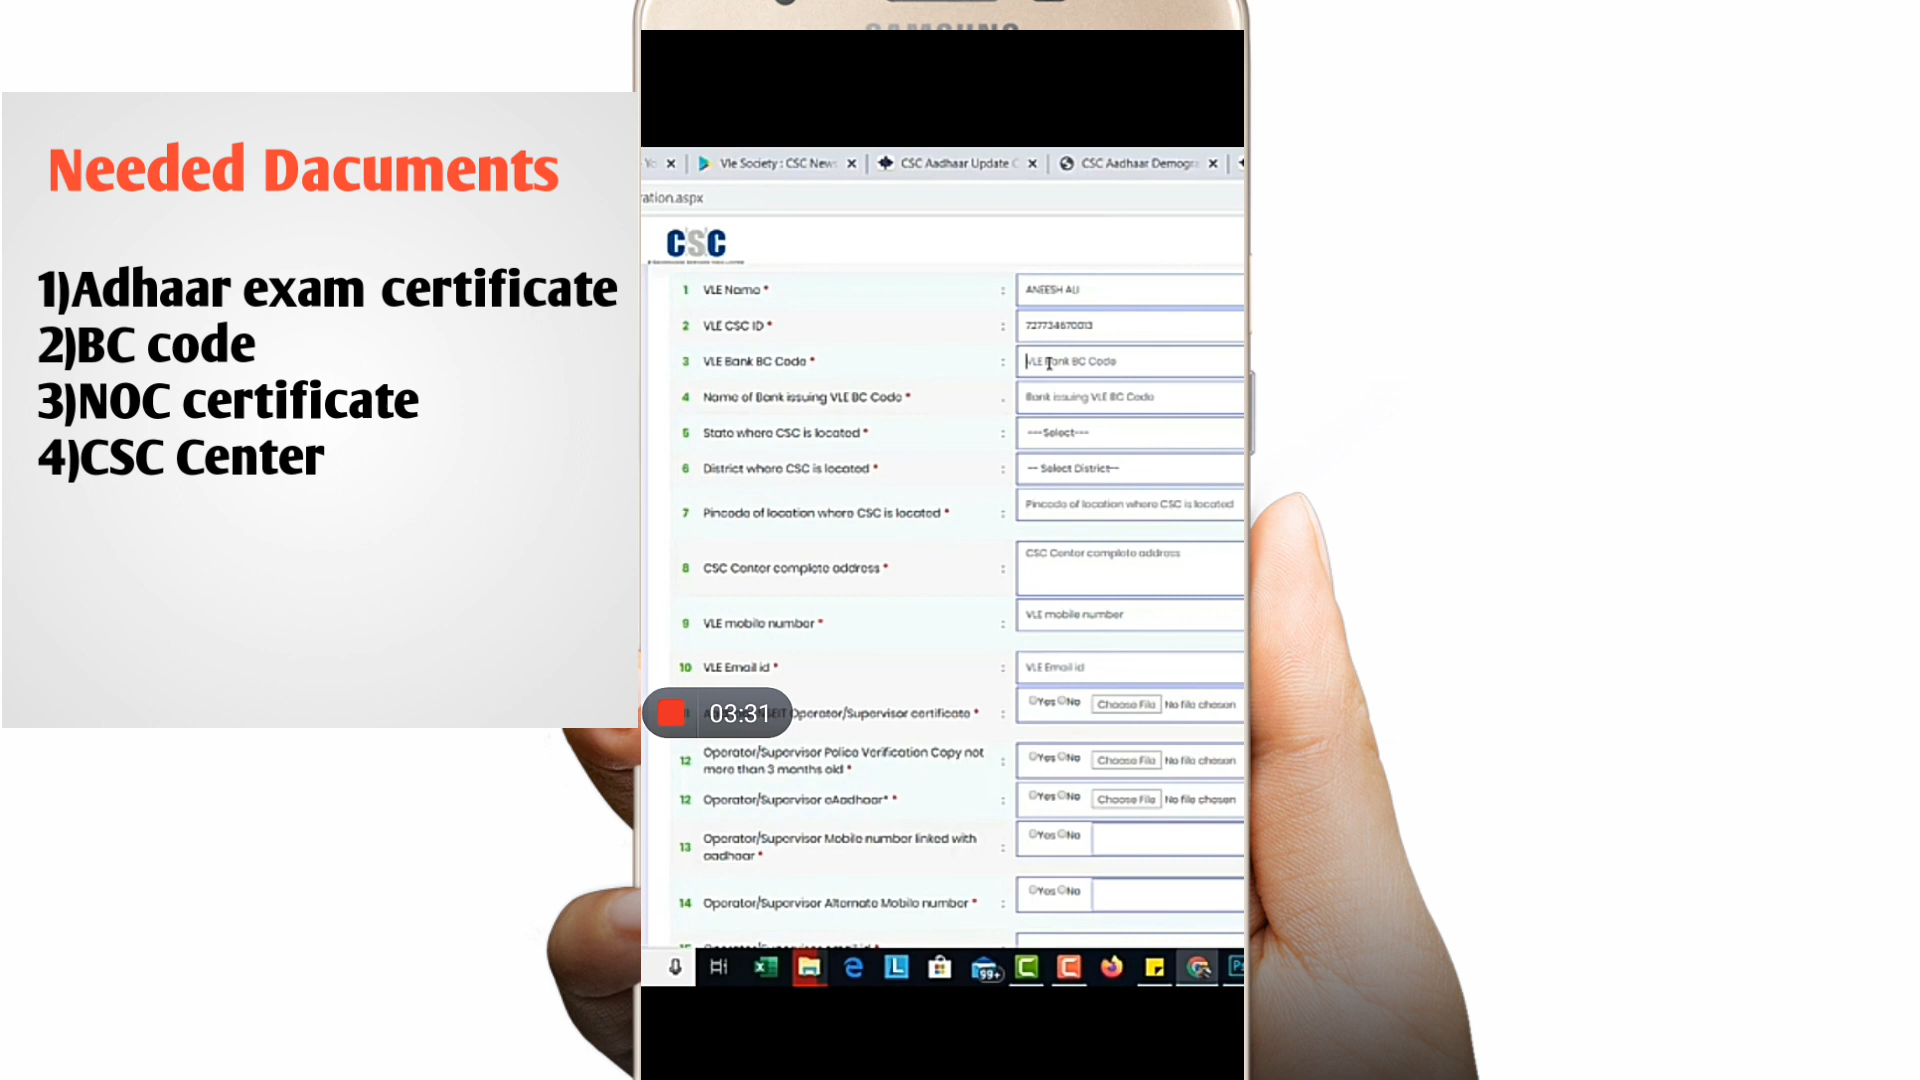 SAMSUNG
Needed Dacuments
1)Adhaar exam certificate
2)BC code
3)NOC certificate
4)CSC Center
Vle Society : CSC News
CSC Aadhaar Update C
CSC Aadhaar Demogra
ation.aspx
CSC
1 VLE Name * : ANEESH ALI
2 VLE CSC ID * : 727734670013
3 VLE Bank BC Code * : VLE Bank BC Code
4 Name of Bank issuing VLE BC Code * : Bank issuing VLE BC Code
5 State where CSC is located * : ---Select---
6 District where CSC is located * : -- Select District--
7 Pincode of location where CSC is located * : Pincode of location where CSC is located
8 CSC Center complete address * : CSC Center complete address
9 VLE mobile number * : VLE mobile number
10 VLE Email id * : VLE Email id
03:31
Operator/Supervisor certificate * : Yes No Choose File No file chosen
12 Operator/Supervisor Police Verification Copy not
more than 3 months old * : Yes No Choose File No file chosen
12 Operator/Supervisor eAadhaar* * : Yes No Choose File No file chosen
13 Operator/Supervisor Mobile number linked with
aadhaar * : Yes No
14 Operator/Supervisor Alternate Mobile number * : Yes No
15 Operator/Supervisor email id *
99+